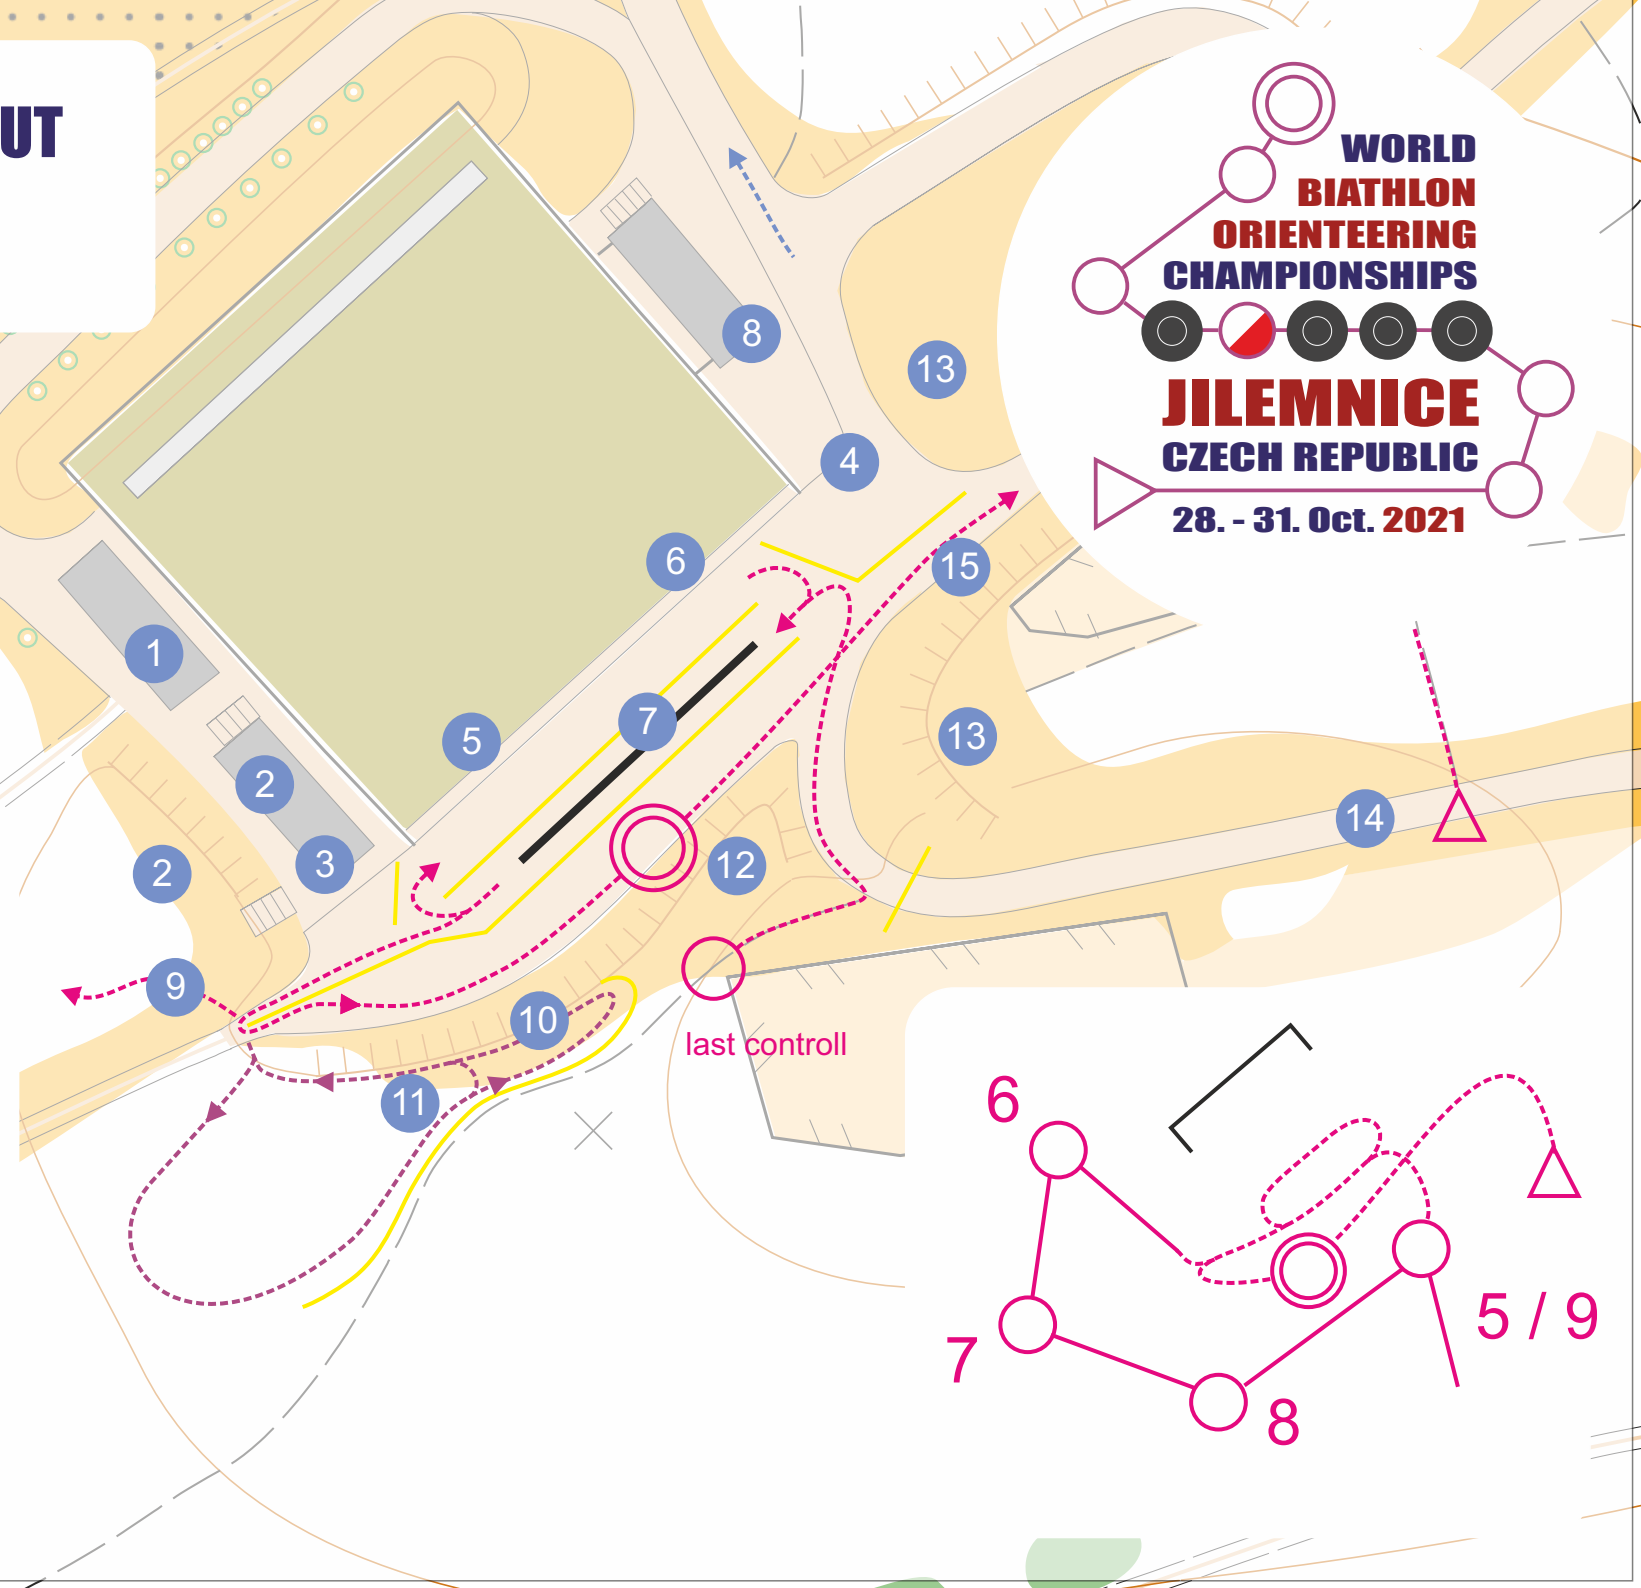 UT
WORLD
BIATHLON
ORIENTEERING
CHAMPIONSHIPS
JILEMNICE
CZECH REPUBLIC
28. - 31. Oct. 2021
8
13
4
6
15
1
7
5
13
2
14
3
12
2
9
10
last controll
11
6
5 / 9
7
8